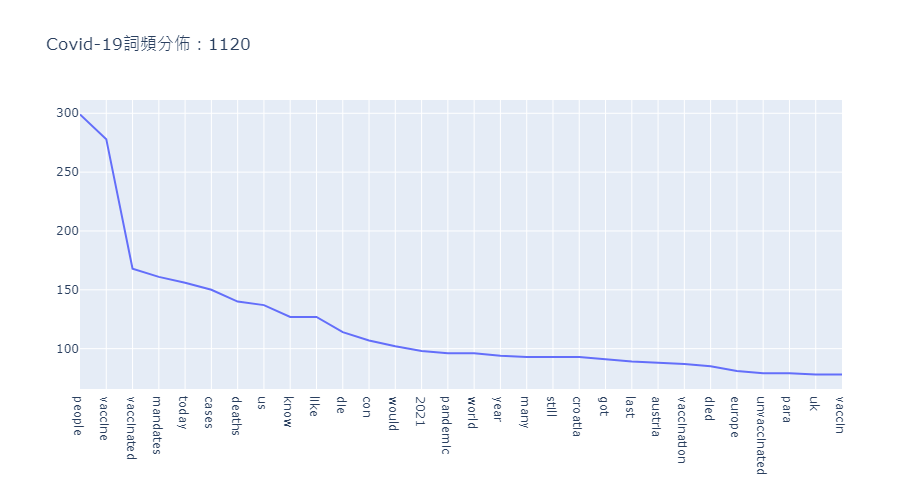 Covid-19詞頻分佈：1120
300
250
200
150
100
people
vaccine
vaccinated
mandates
today
cases
deaths
us
know
like
die
con
would
2021
pandemic
world
year
many
still
croatia
got
last
austria
vaccination
died
europe
unvaccinated
para
uk
vaccin